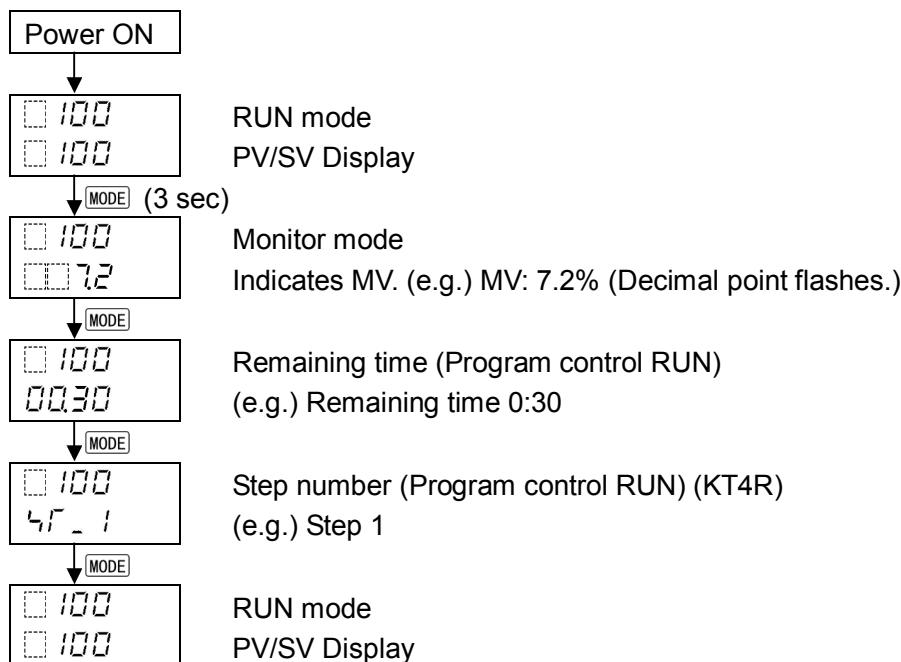 Power ON
100 RUN mode
100 PV/SV Display
MODE (3 sec)
100 Monitor mode
7.2 Indicates MV. (e.g.) MV: 7.2% (Decimal point flashes.)
MODE
100 Remaining time (Program control RUN)
00.30 (e.g.) Remaining time 0:30
MODE
100 Step number (Program control RUN) (KT4R)
(e.g.) Step 1
MODE
100 RUN mode
100 PV/SV Display